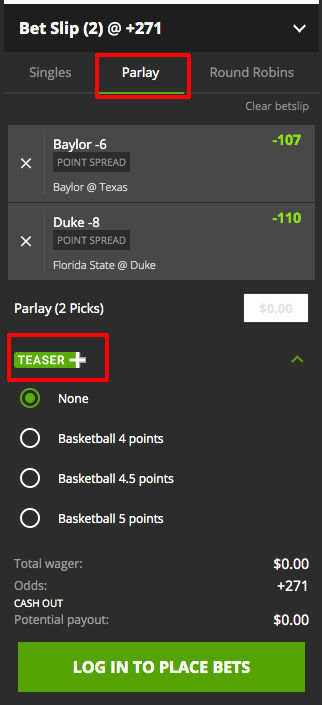 Bet Slip (2) @ +271
Singles Parlay Round Robins
Clear betslip
Baylor -6 -107
POINT SPREAD
Baylor @ Texas
Duke -8 -110
POINT SPREAD
Florida State @ Duke
Parlay (2 Picks) $0.00
TEASER
None
Basketball 4 points
Basketball 4.5 points
Basketball 5 points
Total wager: $0.00
Odds: +271
CASH OUT
Potential payout: $0.00
LOG IN TO PLACE BETS